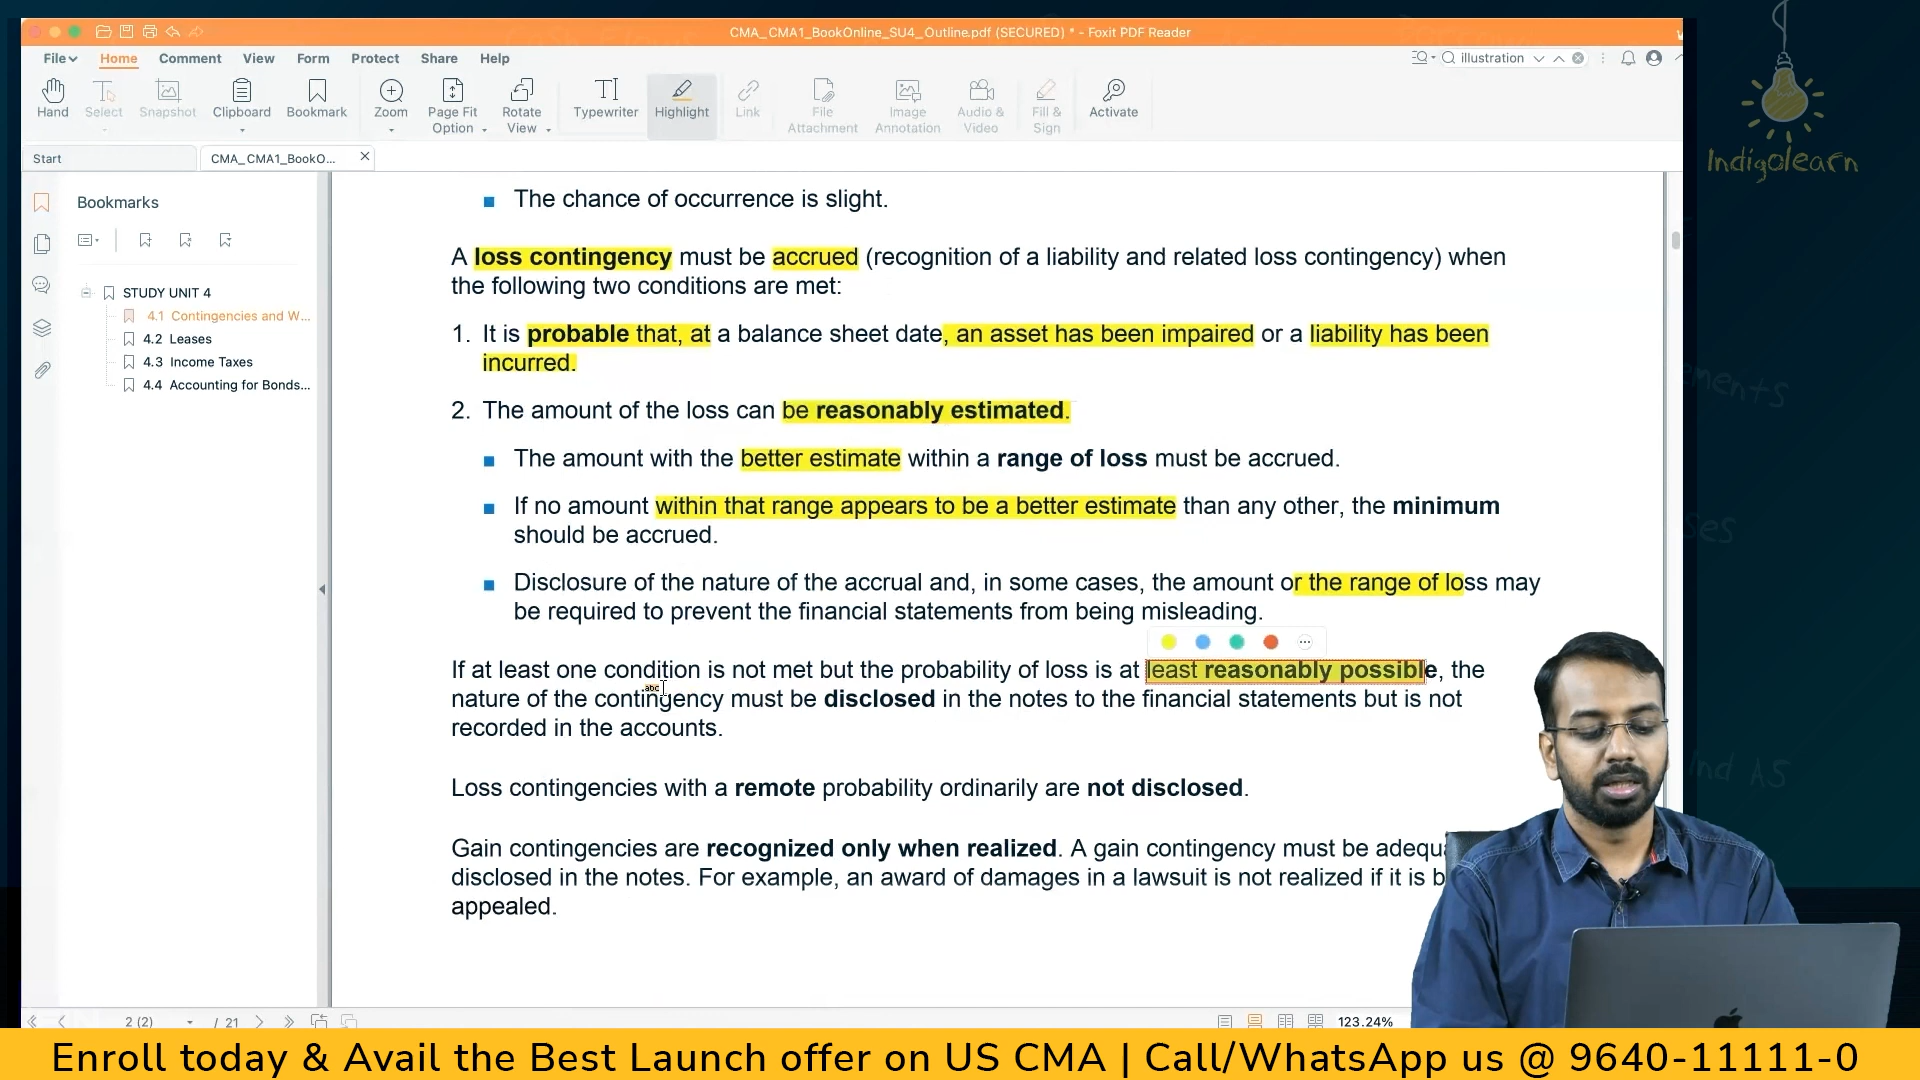 CMA_CMA1_BookOnline_SU4_Outline.pdf (SECURED) * - Foxit PDF Reader
File Home Comment View Form Protect Share Help
illustration
Hand Select Snapshot Clipboard Bookmark Zoom Page Fit Option Rotate View Typewriter Highlight Link File Attachment Image Annotation Audio & Video Fill & Sign Activate
Indigolearn
Start
CMA_CMA1_BookO...
Bookmarks
STUDY UNIT 4
4.1 Contingencies and W...
4.2 Leases
4.3 Income Taxes
4.4 Accounting for Bonds...
The chance of occurrence is slight.
A loss contingency must be accrued (recognition of a liability and related loss contingency) when
the following two conditions are met:
1. It is probable that, at a balance sheet date, an asset has been impaired or a liability has been
incurred.
2. The amount of the loss can be reasonably estimated.
The amount with the better estimate within a range of loss must be accrued.
If no amount within that range appears to be a better estimate than any other, the minimum
should be accrued.
Disclosure of the nature of the accrual and, in some cases, the amount or the range of loss may
be required to prevent the financial statements from being misleading.
If at least one condition is not met but the probability of loss is at least reasonably possible, the
abc
nature of the contingency must be disclosed in the notes to the financial statements but is not
recorded in the accounts.
Loss contingencies with a remote probability ordinarily are not disclosed.
Gain contingencies are recognized only when realized. A gain contingency must be
disclosed in the notes. For example, an award of damages in a lawsuit is not realized if it is
appealed.
2 (2) / 21
123.24%
Enroll today & Avail the Best Launch offer on US CMA | Call/WhatsApp us @ 9640-11111-0